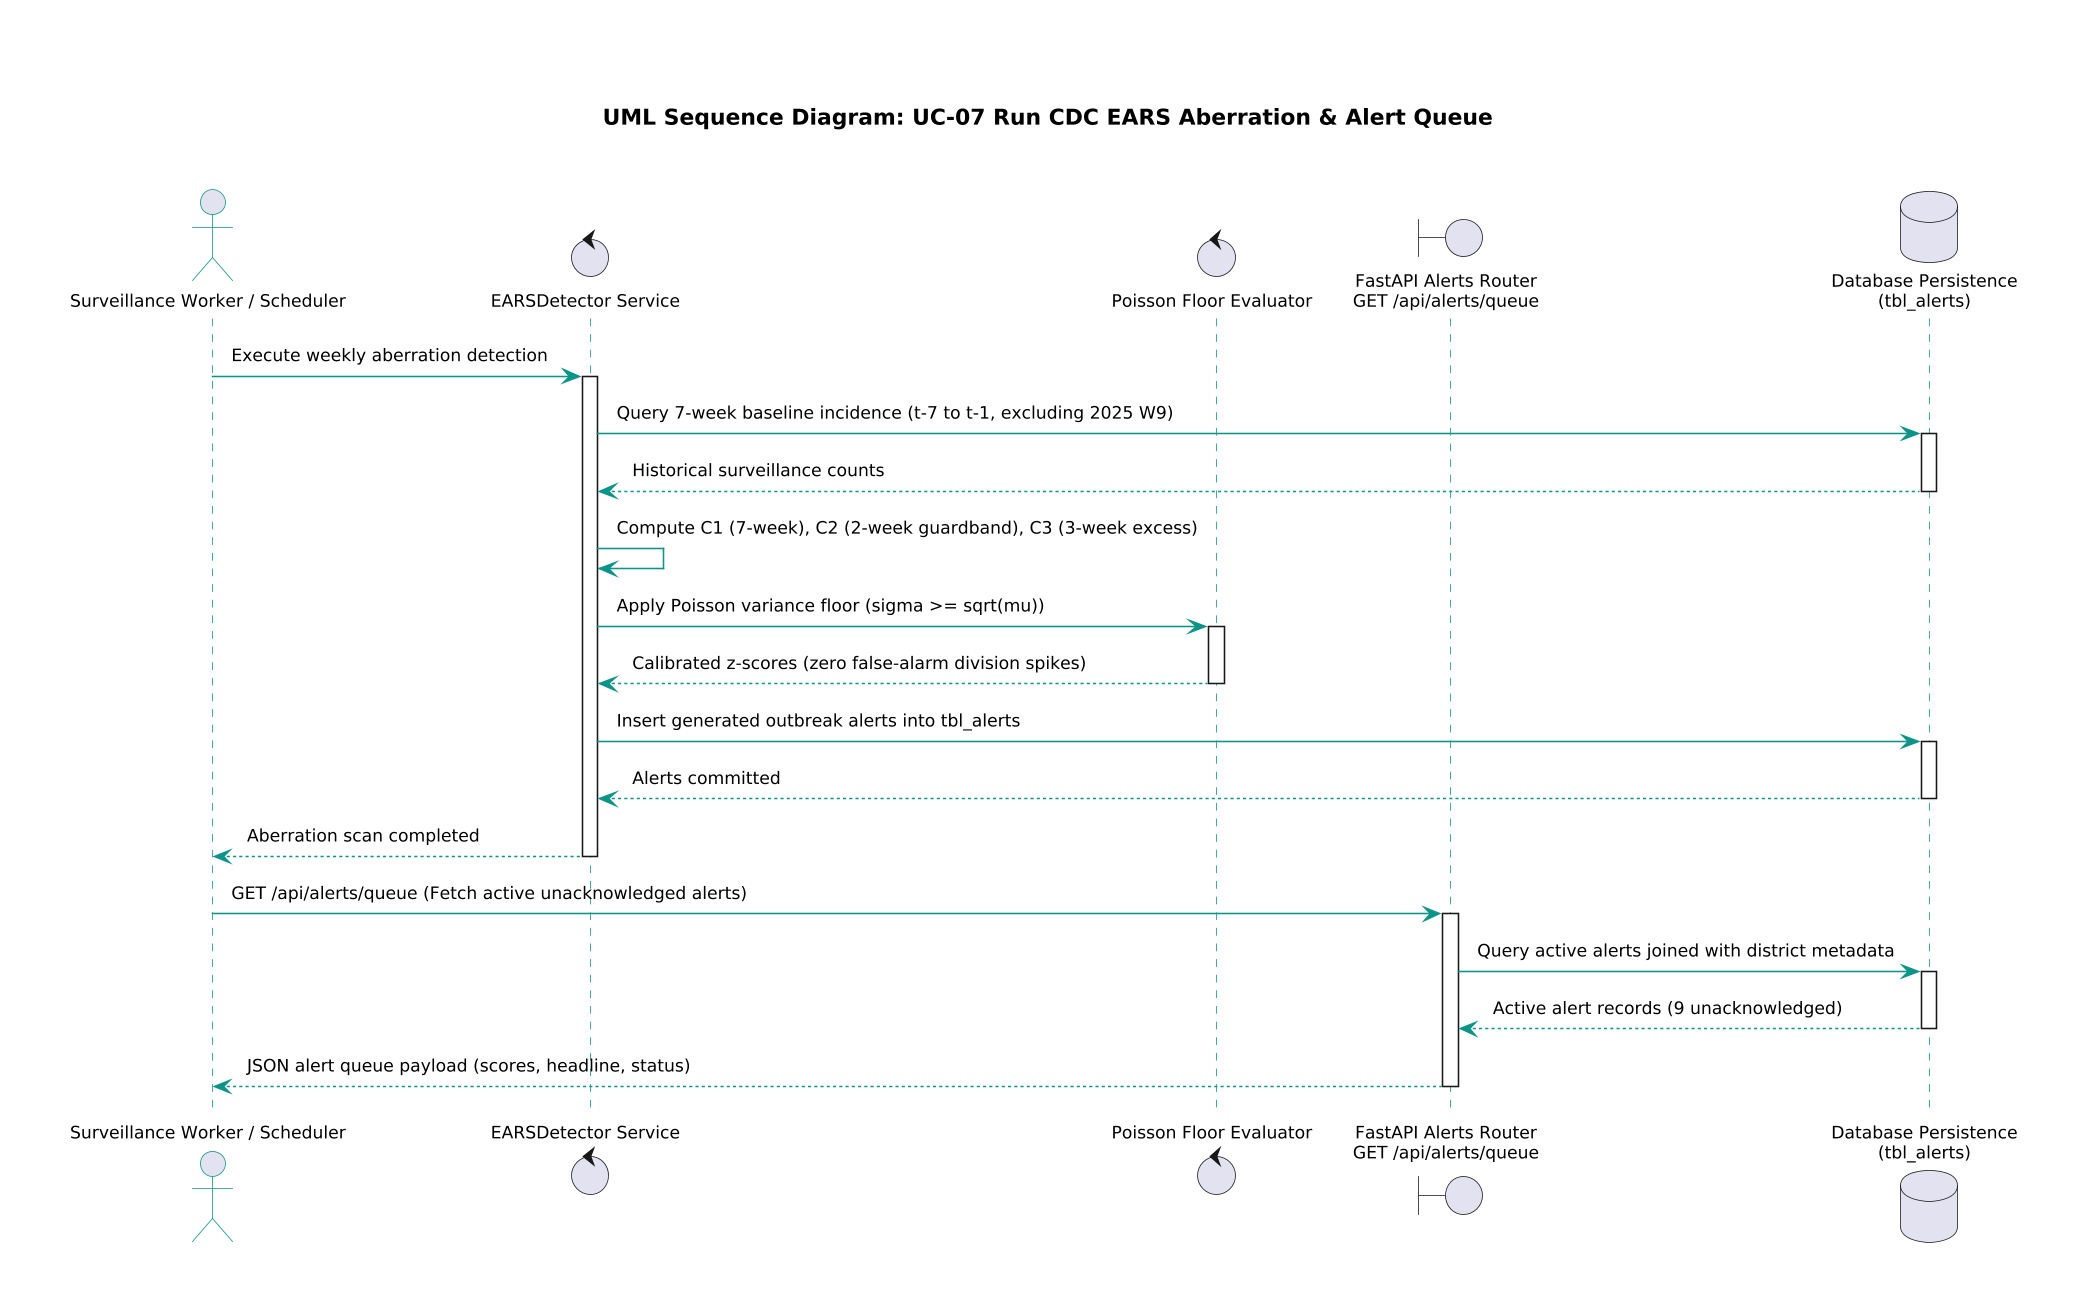 UML Sequence Diagram: UC-07 Run CDC EARS Aberration & Alert Queue
Surveillance Worker / Scheduler
EARSDetector Service
Poisson Floor Evaluator
FastAPI Alerts Router
GET /api/alerts/queue
Database Persistence
(tbl_alerts)
Execute weekly aberration detection
Query 7-week baseline incidence (t-7 to t-1, excluding 2025 W9)
Historical surveillance counts
Compute C1 (7-week), C2 (2-week guardband), C3 (3-week excess)
Apply Poisson variance floor (sigma >= sqrt(mu))
Calibrated z-scores (zero false-alarm division spikes)
Insert generated outbreak alerts into tbl_alerts
Alerts committed
Aberration scan completed
GET /api/alerts/queue (Fetch active unacknowledged alerts)
Query active alerts joined with district metadata
Active alert records (9 unacknowledged)
JSON alert queue payload (scores, headline, status)
Surveillance Worker / Scheduler
EARSDetector Service
Poisson Floor Evaluator
FastAPI Alerts Router
GET /api/alerts/queue
Database Persistence
(tbl_alerts)